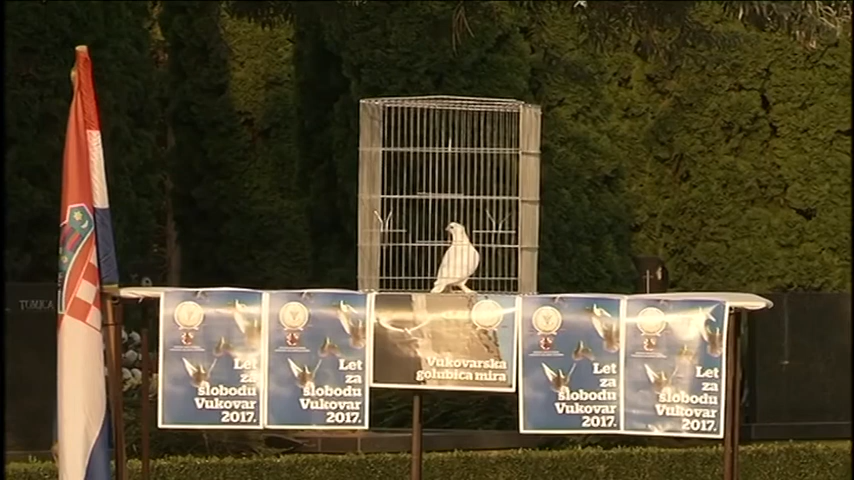 TOMICA
Let
za
slobodu
Vukovar
2017.
Let
za
slobodu
Vukovar
2017.
Vukovarska
golubica mira
Let
za
slobodu
Vukovar
2017.
Let
za
slobodu
Vukovar
2017.